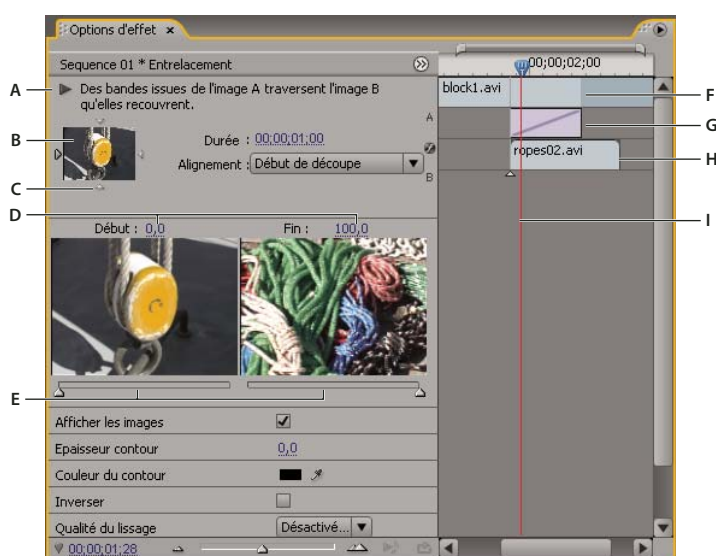 Options d'effet x
Sequence 01 * Entrelacement
00;00;02;00
A
Des bandes issues de l'image A traversent l'image B
qu'elles recouvrent.
block1.avi
F
A
G
B
Durée : 00;00;01;00
Alignement : Début de découpe
B
ropes02.avi
H
C
D
I
Début : 0,0
Fin : 100,0
E
Afficher les images
Epaisseur contour
0,0
Couleur du contour
Inverser
Qualité du lissage
Désactivé...
00;00;01;28